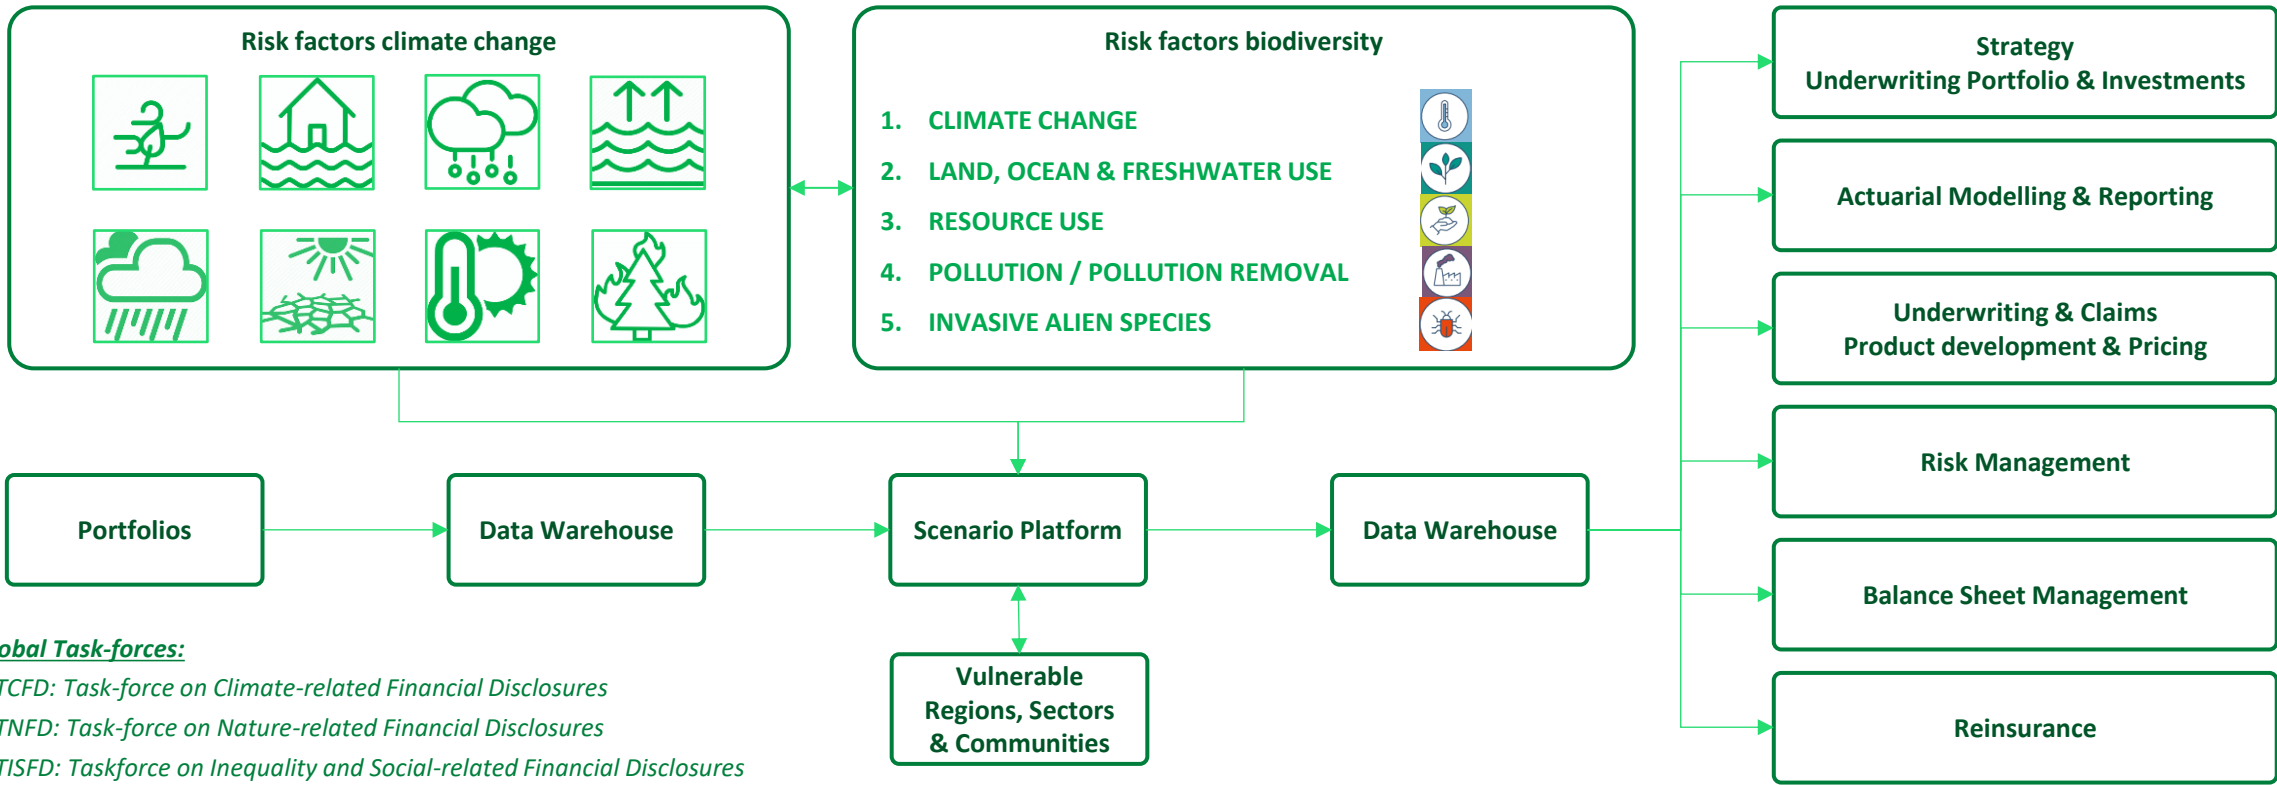 Risk factors climate change
Risk factors biodiversity
1. CLIMATE CHANGE
2. LAND, OCEAN & FRESHWATER USE
3. RESOURCE USE
4. POLLUTION / POLLUTION REMOVAL
5. INVASIVE ALIEN SPECIES
Strategy
Underwriting Portfolio & Investments
Actuarial Modelling & Reporting
Underwriting & Claims
Product development & Pricing
Risk Management
Balance Sheet Management
Reinsurance
Portfolios
Data Warehouse
Scenario Platform
Data Warehouse
Vulnerable
Regions, Sectors
& Communities
obal Task-forces:
TCFD: Task-force on Climate-related Financial Disclosures
TNFD: Task-force on Nature-related Financial Disclosures
TISFD: Taskforce on Inequality and Social-related Financial Disclosures